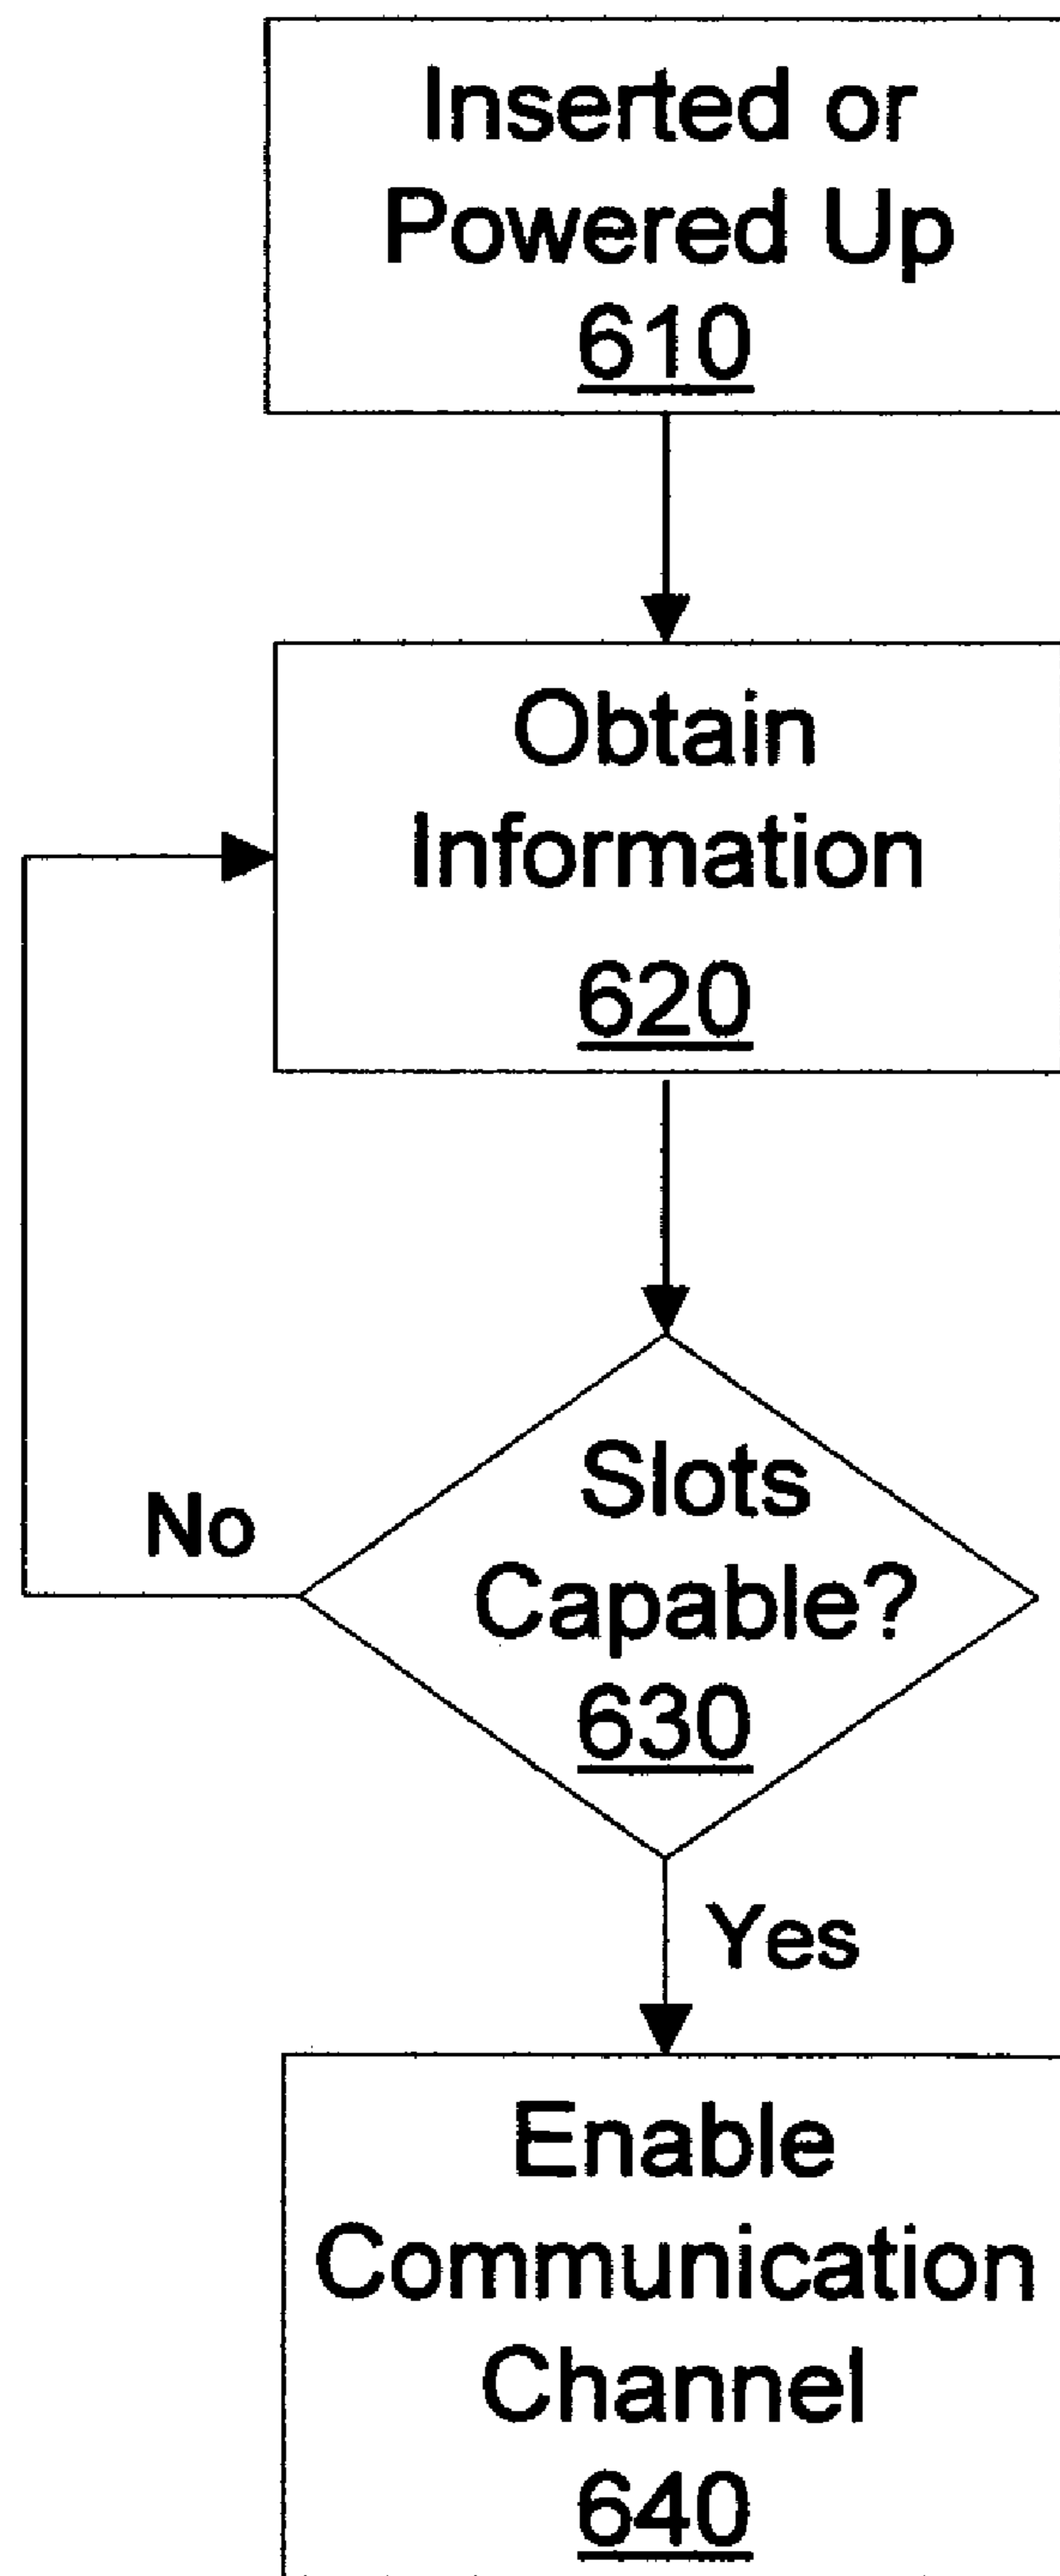 Inserted or
Powered Up
610
Obtain
Information
620
Slots
Capable?
630
No
Yes
Enable
Communication
Channel
640